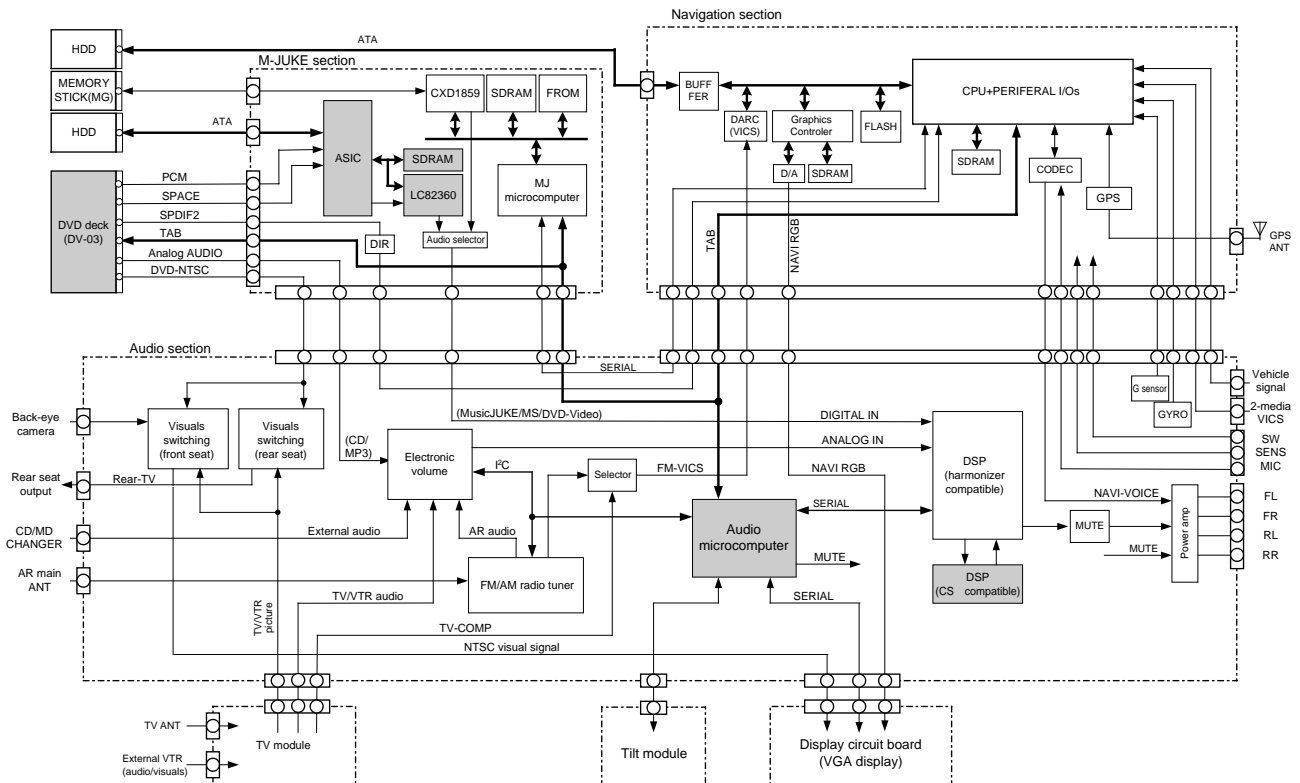 Navigation section
HDD
ATA
M-JUKE section
MEMORY
STICK(MG)
CXD1859
SDRAM
FROM
BUFF
FER
CPU+PERIFERAL I/Os
HDD
ATA
ASIC
DARC
(VICS)
Graphics
Controler
FLASH
SDRAM
LC82360
MJ
microcomputer
D/A
SDRAM
SDRAM
CODEC
GPS
DVD deck
(DV-03)
PCM
SPACE
SPDIF2
TAB
Analog AUDIO
DVD-NTSC
DIR
Audio selector
TAB
NAVI RGB
GPS
ANT
Audio section
SERIAL
G sensor
GYRO
Vehicle
signal
2-media
VICS
SW
SENS
MIC
Back-eye
camera
Visuals
switching
(front seat)
Visuals
switching
(rear seat)
(MusicJUKE/MS/DVD-Video)
DIGITAL IN
(CD/
MP3)
Electronic
volume
ANALOG IN
I²C
Selector
FM-VICS
NAVI RGB
DSP
(harmonizer
compatible)
Rear seat
output
Rear-TV
NAVI-VOICE
FL
FR
RL
RR
CD/MD
CHANGER
External audio
AR audio
Audio
microcomputer
SERIAL
MUTE
MUTE
Power amp
AR main
ANT
FM/AM radio tuner
MUTE
DSP
(CS compatible)
TV/VTR
picture
TV/VTR audio
SERIAL
TV-COMP
NTSC visual signal
TV ANT
TV module
External VTR
(audio/visuals)
Tilt module
Display circuit board
(VGA display)